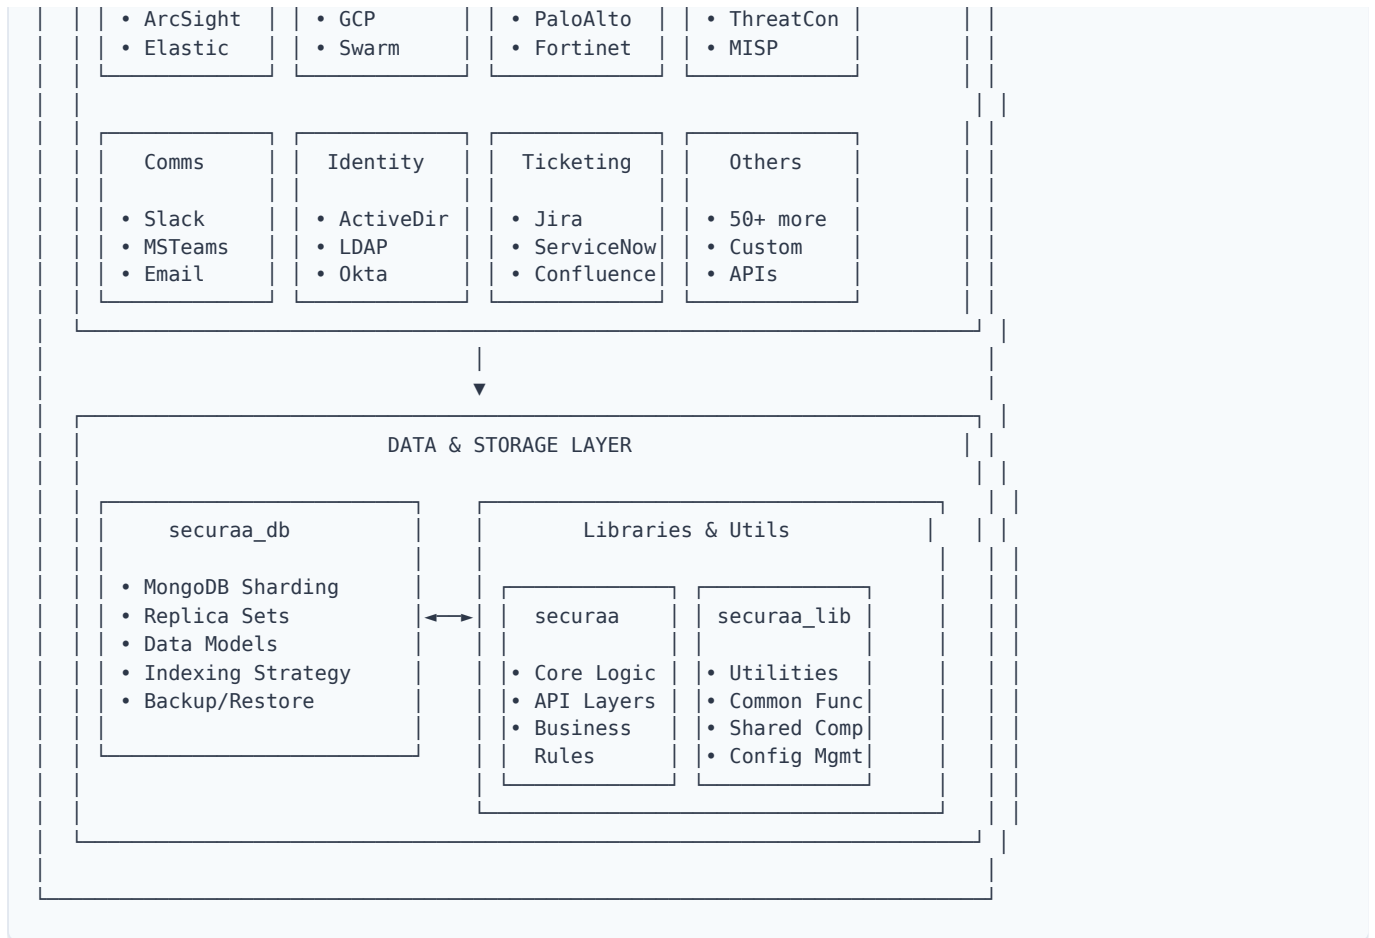 • ArcSight • GCP • PaloAlto • ThreatCon
• Elastic • Swarm • Fortinet • MISP
Comms Identity Ticketing Others
• Slack • ActiveDir • Jira • 50+ more
• MSTeams • LDAP • ServiceNow • Custom
• Email • Okta • Confluence • APIs
▼
DATA & STORAGE LAYER
securaa_db Libraries & Utils
• MongoDB Sharding
• Replica Sets ◄──► securaa securaa_lib
• Data Models
• Indexing Strategy • Core Logic • Utilities
• Backup/Restore • API Layers • Common Func
• Business • Shared Comp
Rules • Config Mgmt